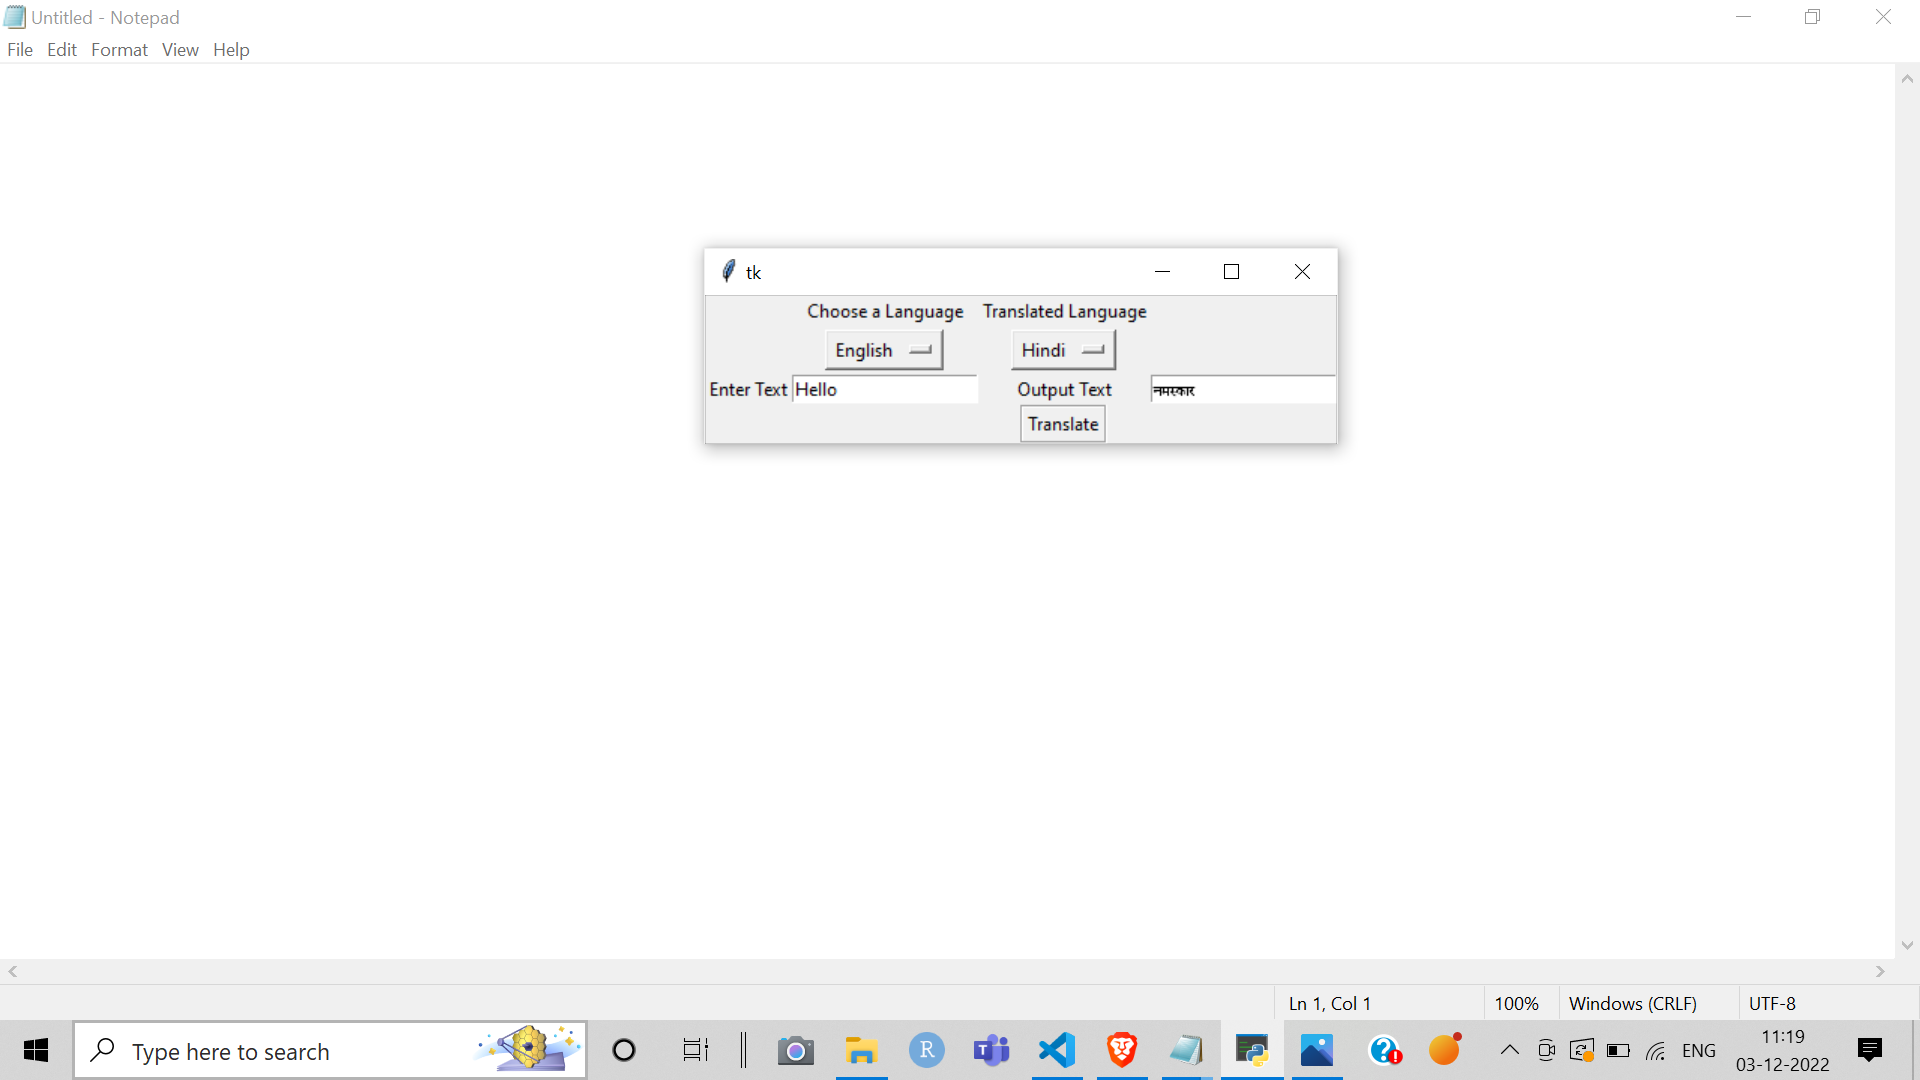 Untitled - Notepad
File Edit Format View Help
tk
Choose a Language Translated Language
English Hindi
Enter Text Hello Output Text नमस्कार
Translate
Ln 1, Col 1 100% Windows (CRLF) UTF-8
Type here to search
R
T
ENG
11:19
03-12-2022